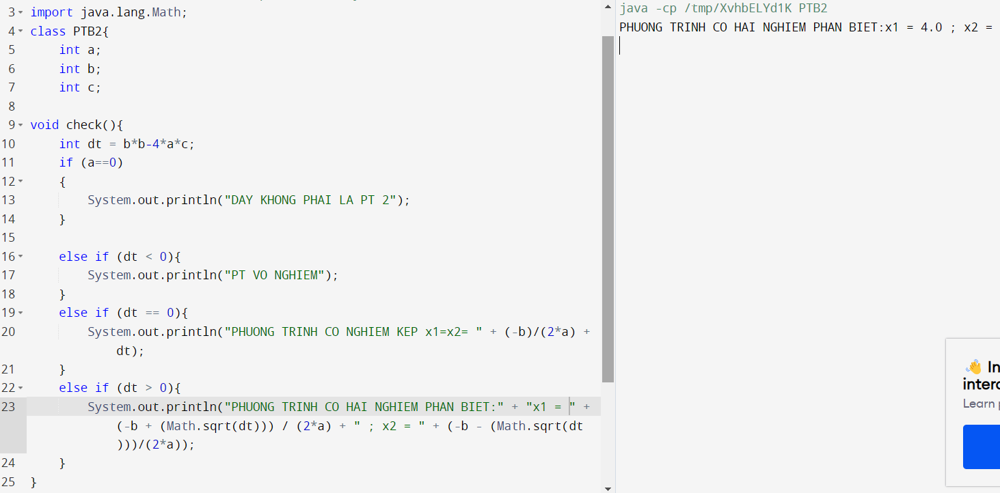 3 import java.lang.Math;
4 class PTB2{
5 int a;
6 int b;
7 int c;
8
9 void check(){
10 int dt = b*b-4*a*c;
11 if (a==0)
12 {
13 System.out.println("DAY KHONG PHAI LA PT 2");
14 }
15
16 else if (dt < 0){
17 System.out.println("PT VO NGHIEM");
18 }
19 else if (dt == 0){
20 System.out.println("PHUONG TRINH CO NGHIEM KEP x1=x2= " + (-b)/(2*a) +
dt);
21 }
22 else if (dt > 0){
23 System.out.println("PHUONG TRINH CO HAI NGHIEM PHAN BIET:" + "x1 = " +
(-b + (Math.sqrt(dt))) / (2*a) + " ; x2 = " + (-b - (Math.sqrt(dt
)))/(2*a));
24 }
25 }
java -cp /tmp/XvhbELYd1K PTB2
PHUONG TRINH CO HAI NGHIEM PHAN BIET:x1 = 4.0 ; x2 =
👋 In
interc
Learn